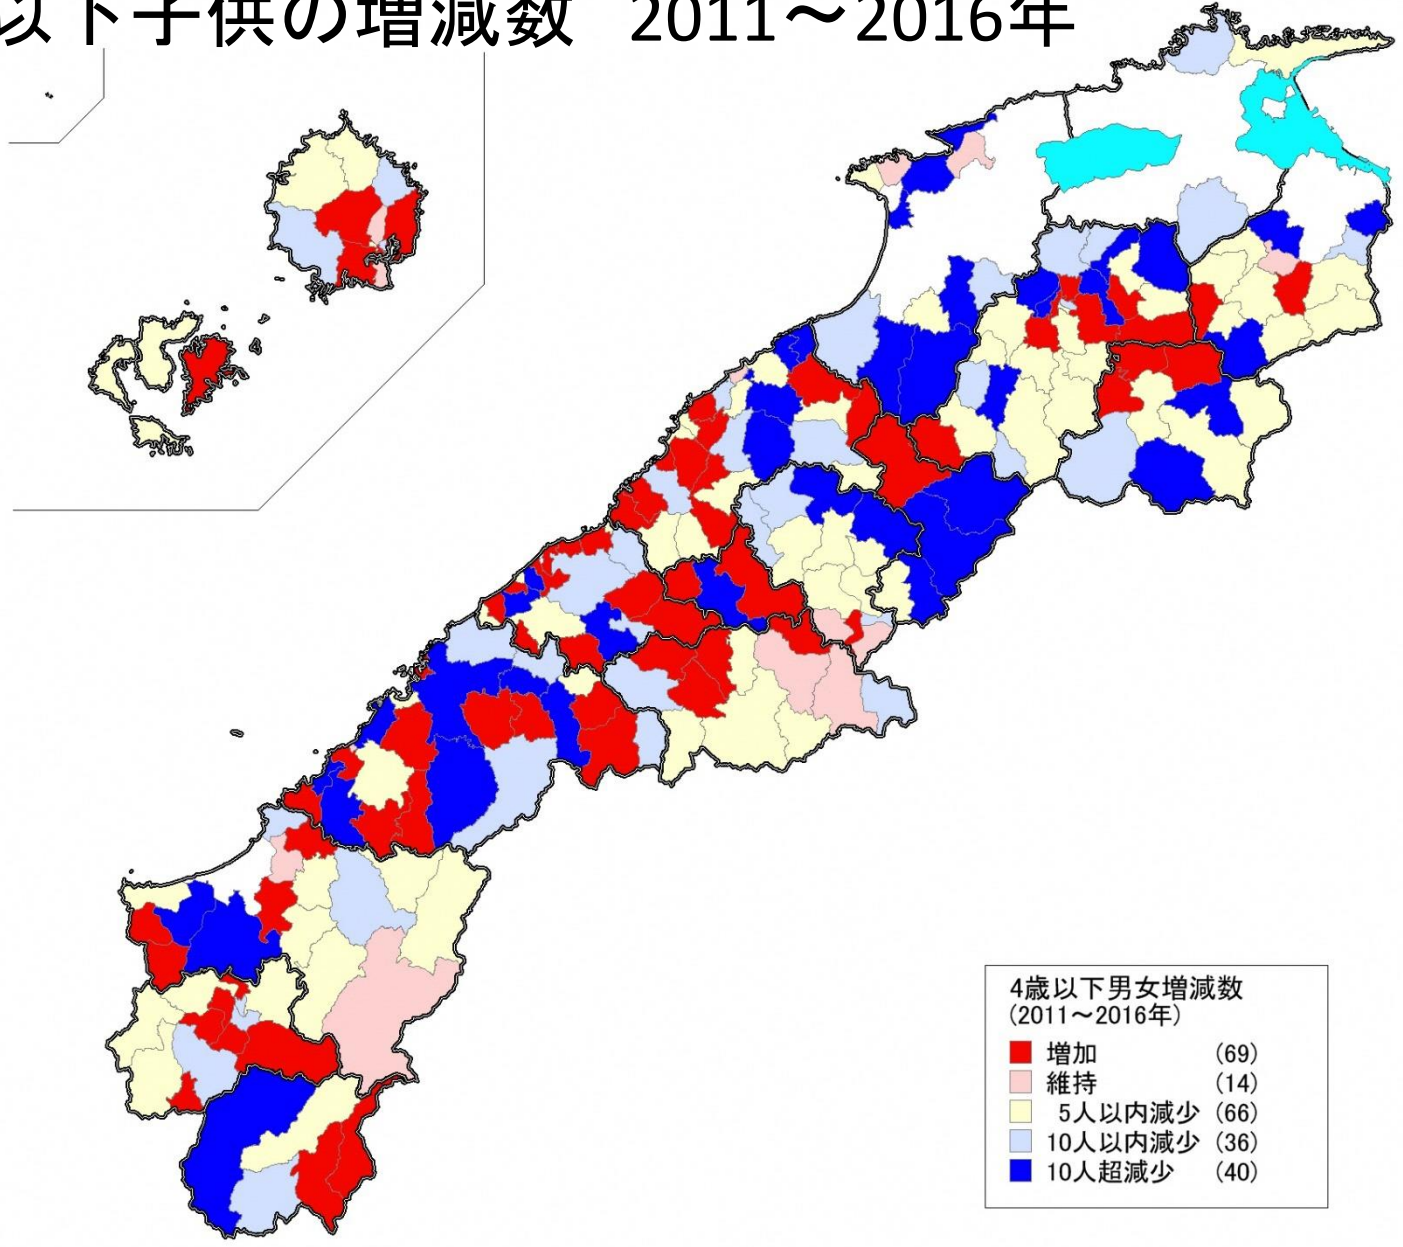 以下子供の増減数 2011～2016年
4歳以下男女増減数
(2011～2016年)
増加 (69)
維持 (14)
5人以内減少 (66)
10人以内減少 (36)
10人超減少 (40)